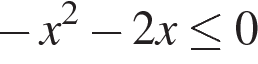 − x² − 2x ≤ 0